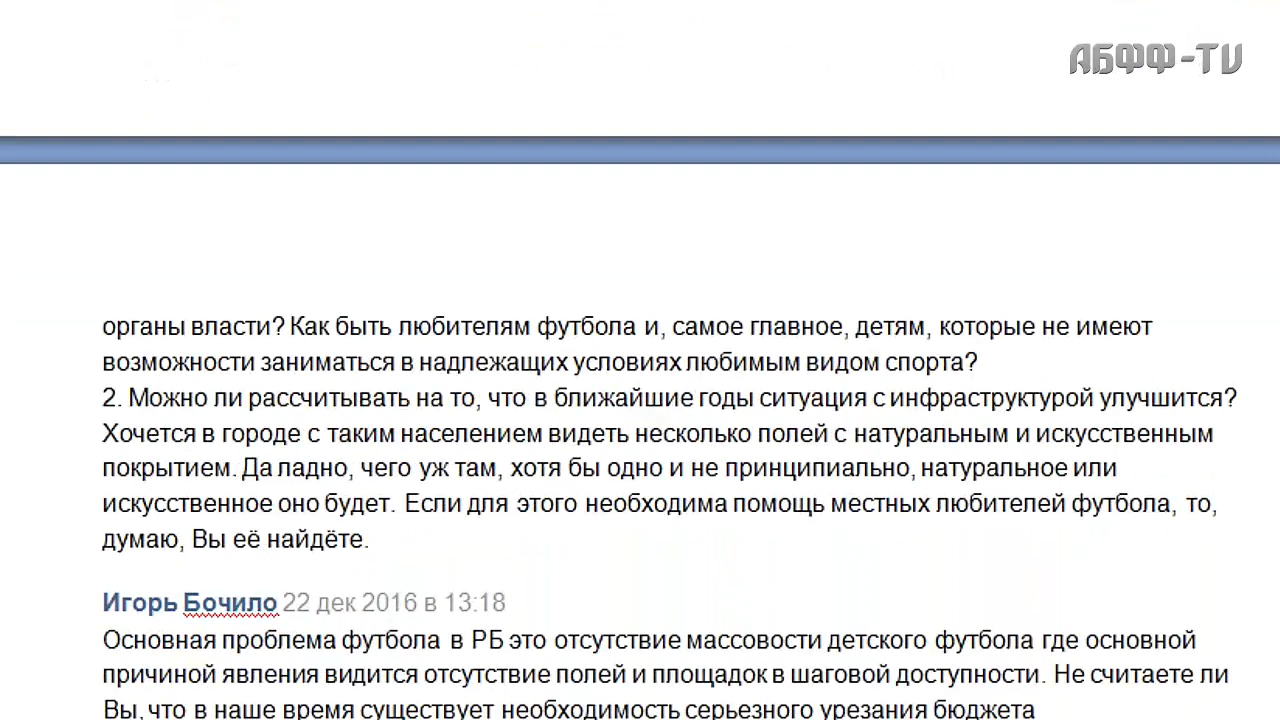 АБФФ-TV
органы власти? Как быть любителям футбола и, самое главное, детям, которые не имеют
возможности заниматься в надлежащих условиях любимым видом спорта?
2. Можно ли рассчитывать на то, что в ближайшие годы ситуация с инфраструктурой улучшится?
Хочется в городе с таким населением видеть несколько полей с натуральным и искусственным
покрытием. Да ладно, чего уж там, хотя бы одно и не принципиально, натуральное или
искусственное оно будет. Если для этого необходима помощь местных любителей футбола, то,
думаю, Вы её найдёте.
Игорь Бочило 22 дек 2016 в 13:18
Основная проблема футбола в РБ это отсутствие массовости детского футбола где основной
причиной явления видится отсутствие полей и площадок в шаговой доступности. Не считаете ли
Вы, что в наше время существует необходимость серьезного урезания бюджета